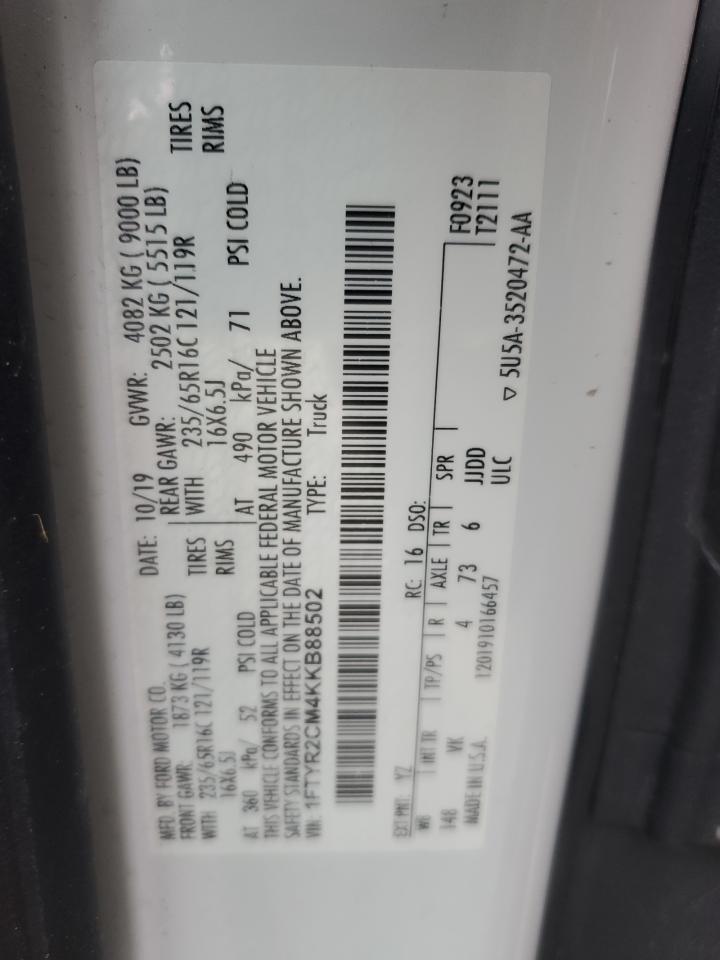 MFD. BY FORD MOTOR CO. DATE: 10/19 GVWR: 4082 KG ( 9000 LB)
FRONT GAWR: 1873 KG ( 4130 LB) REAR GAWR: 2502 KG ( 5515 LB)
WITH 235/65R16C 121/119R TIRES WITH 235/65R16C 121/119R TIRES
16X6.5J RIMS 16X6.5J RIMS
AT 360 kPa/ 52 PSI COLD AT 490 kPa/ 71 PSI COLD
THIS VEHICLE CONFORMS TO ALL APPLICABLE FEDERAL MOTOR VEHICLE
SAFETY STANDARDS IN EFFECT ON THE DATE OF MANUFACTURE SHOWN ABOVE.
VIN: 1FTYR2CM4KKB88502 TYPE: Truck
EXT PNT: YZ RC: 16 DSO:
WB INT TR TP/PS R AXLE TR SPR F0923
148 VK 4 73 6 JJDD T2111
MADE IN U.S.A. 1201910166457 ULC
▽ 5U5A-3520472-AA